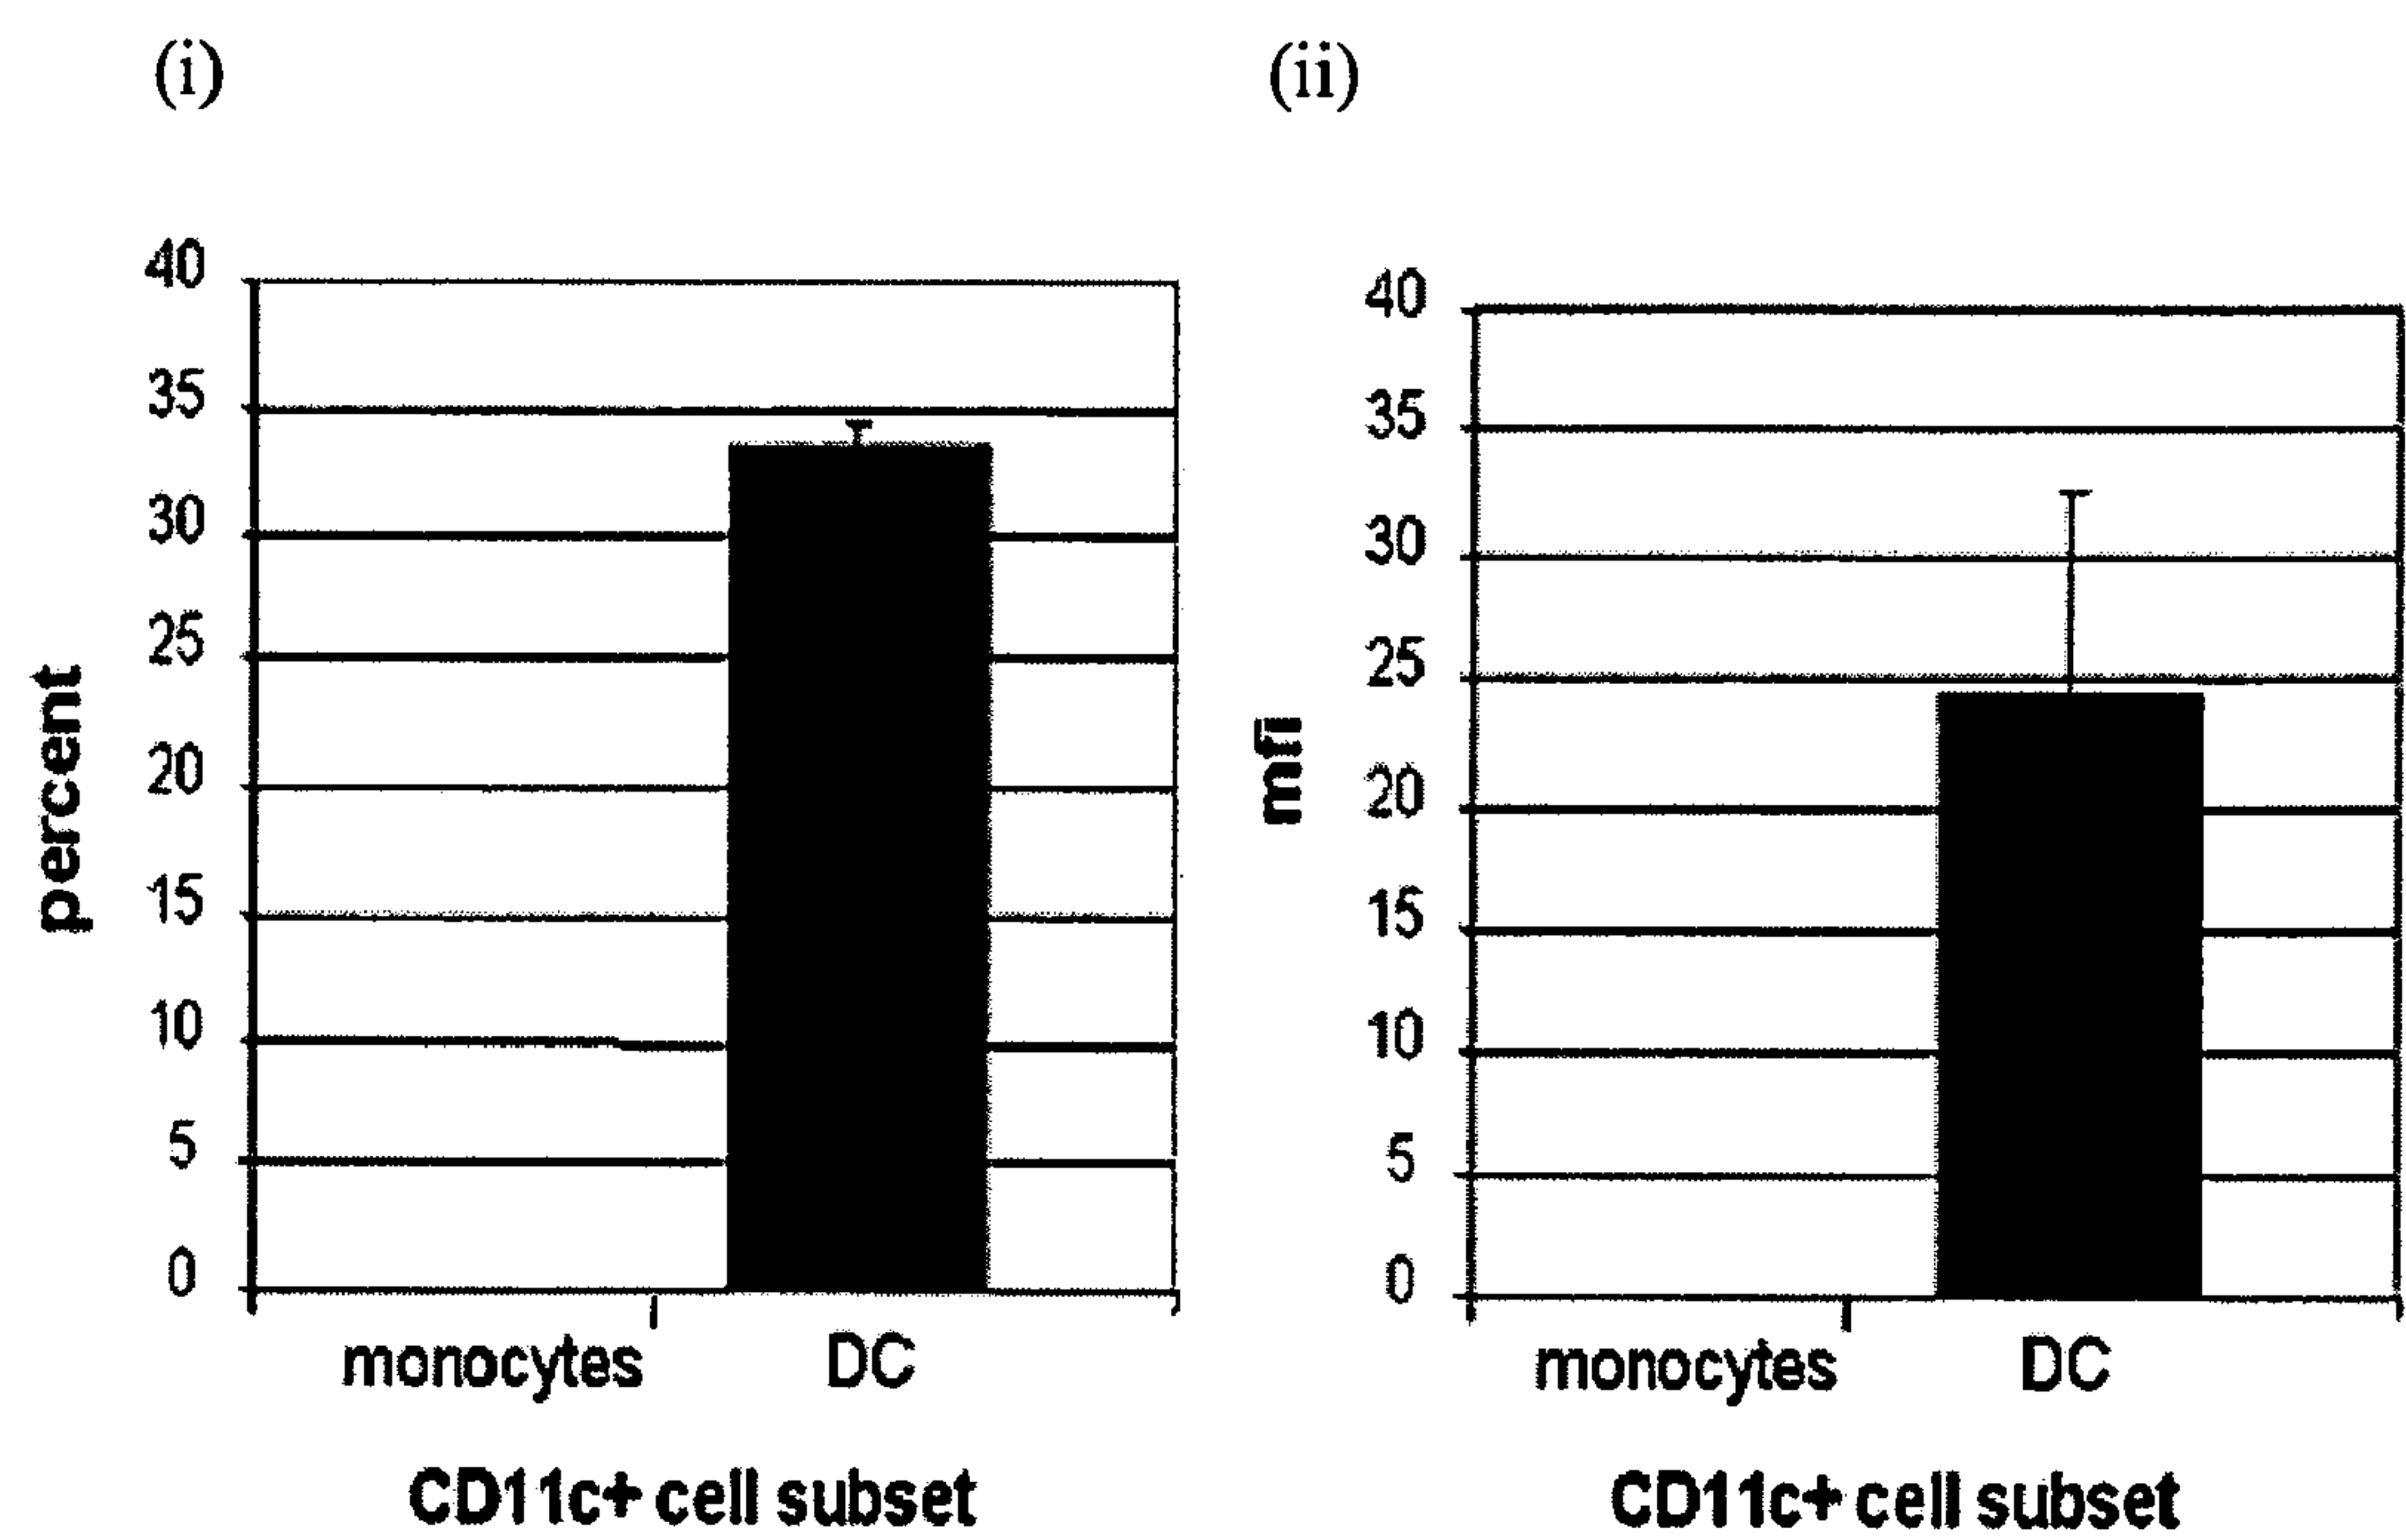 (i)
percent
40
35
30
25
20
15
10
5
0
monocytes DC
CD11c+ cell subset
(ii)
mfi
40
35
30
25
20
15
10
5
0
monocytes DC
CD11c+ cell subset